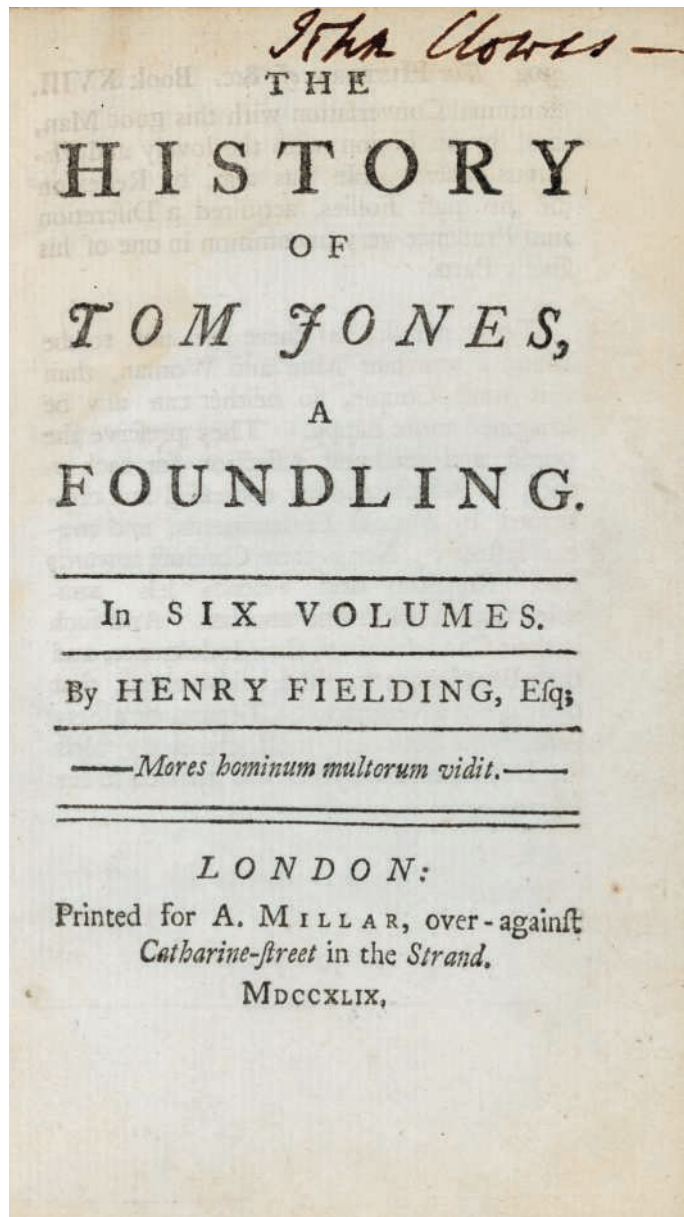 John Clowes —
THE
HISTORY
OF
TOM JONES,
A
FOUNDLING.
In SIX VOLUMES.
By HENRY FIELDING, Eſq;
——Mores hominum multorum vidit.——
LONDON:
Printed for A. MILLAR, over-againſt
Catharine-ſtreet in the Strand.
MDCCXLIX.